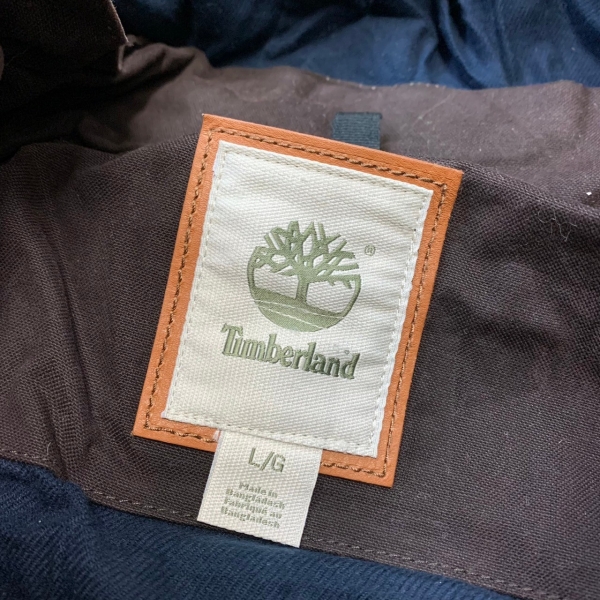 ®
Timberland
L/G
Made in
Bangladesh
Fabriqué au
Bangladesh